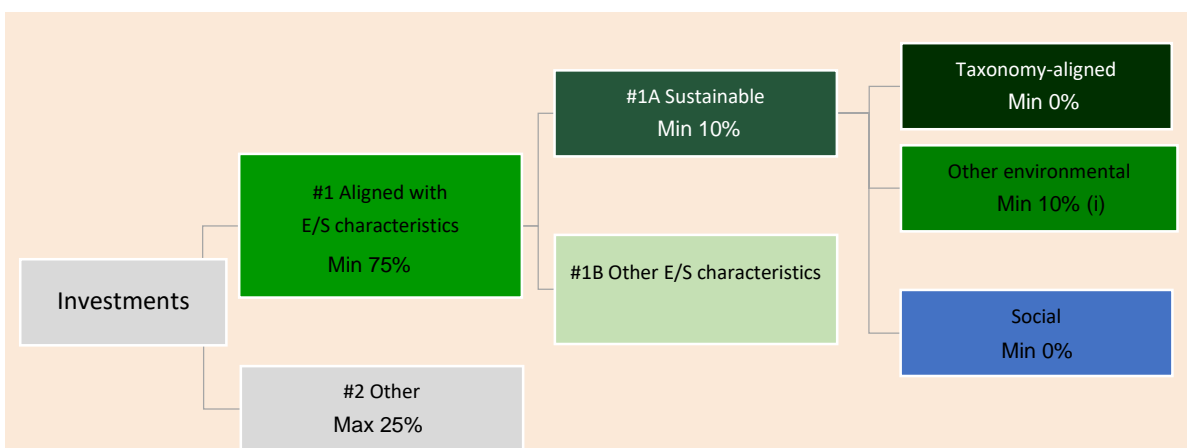 Investments
#1 Aligned with
E/S characteristics
Min 75%
#2 Other
Max 25%
#1A Sustainable
Min 10%
#1B Other E/S characteristics
Taxonomy-aligned
Min 0%
Other environmental
Min 10% (i)
Social
Min 0%